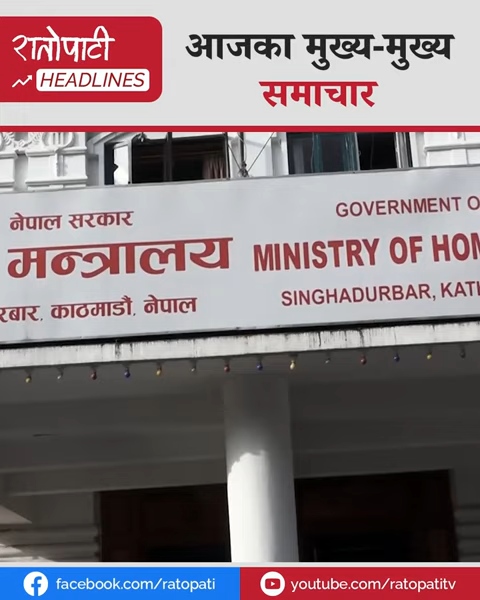 रातोपाटी
HEADLINES
आजका मुख्य-मुख्य
समाचार
नेपाल सरकार
मन्त्रालय
रबार, काठमाडौं, नेपाल
GOVERNMENT O
MINISTRY OF HOM
SINGHADURBAR, KAT
facebook.com/ratopati
youtube.com/ratopatitv